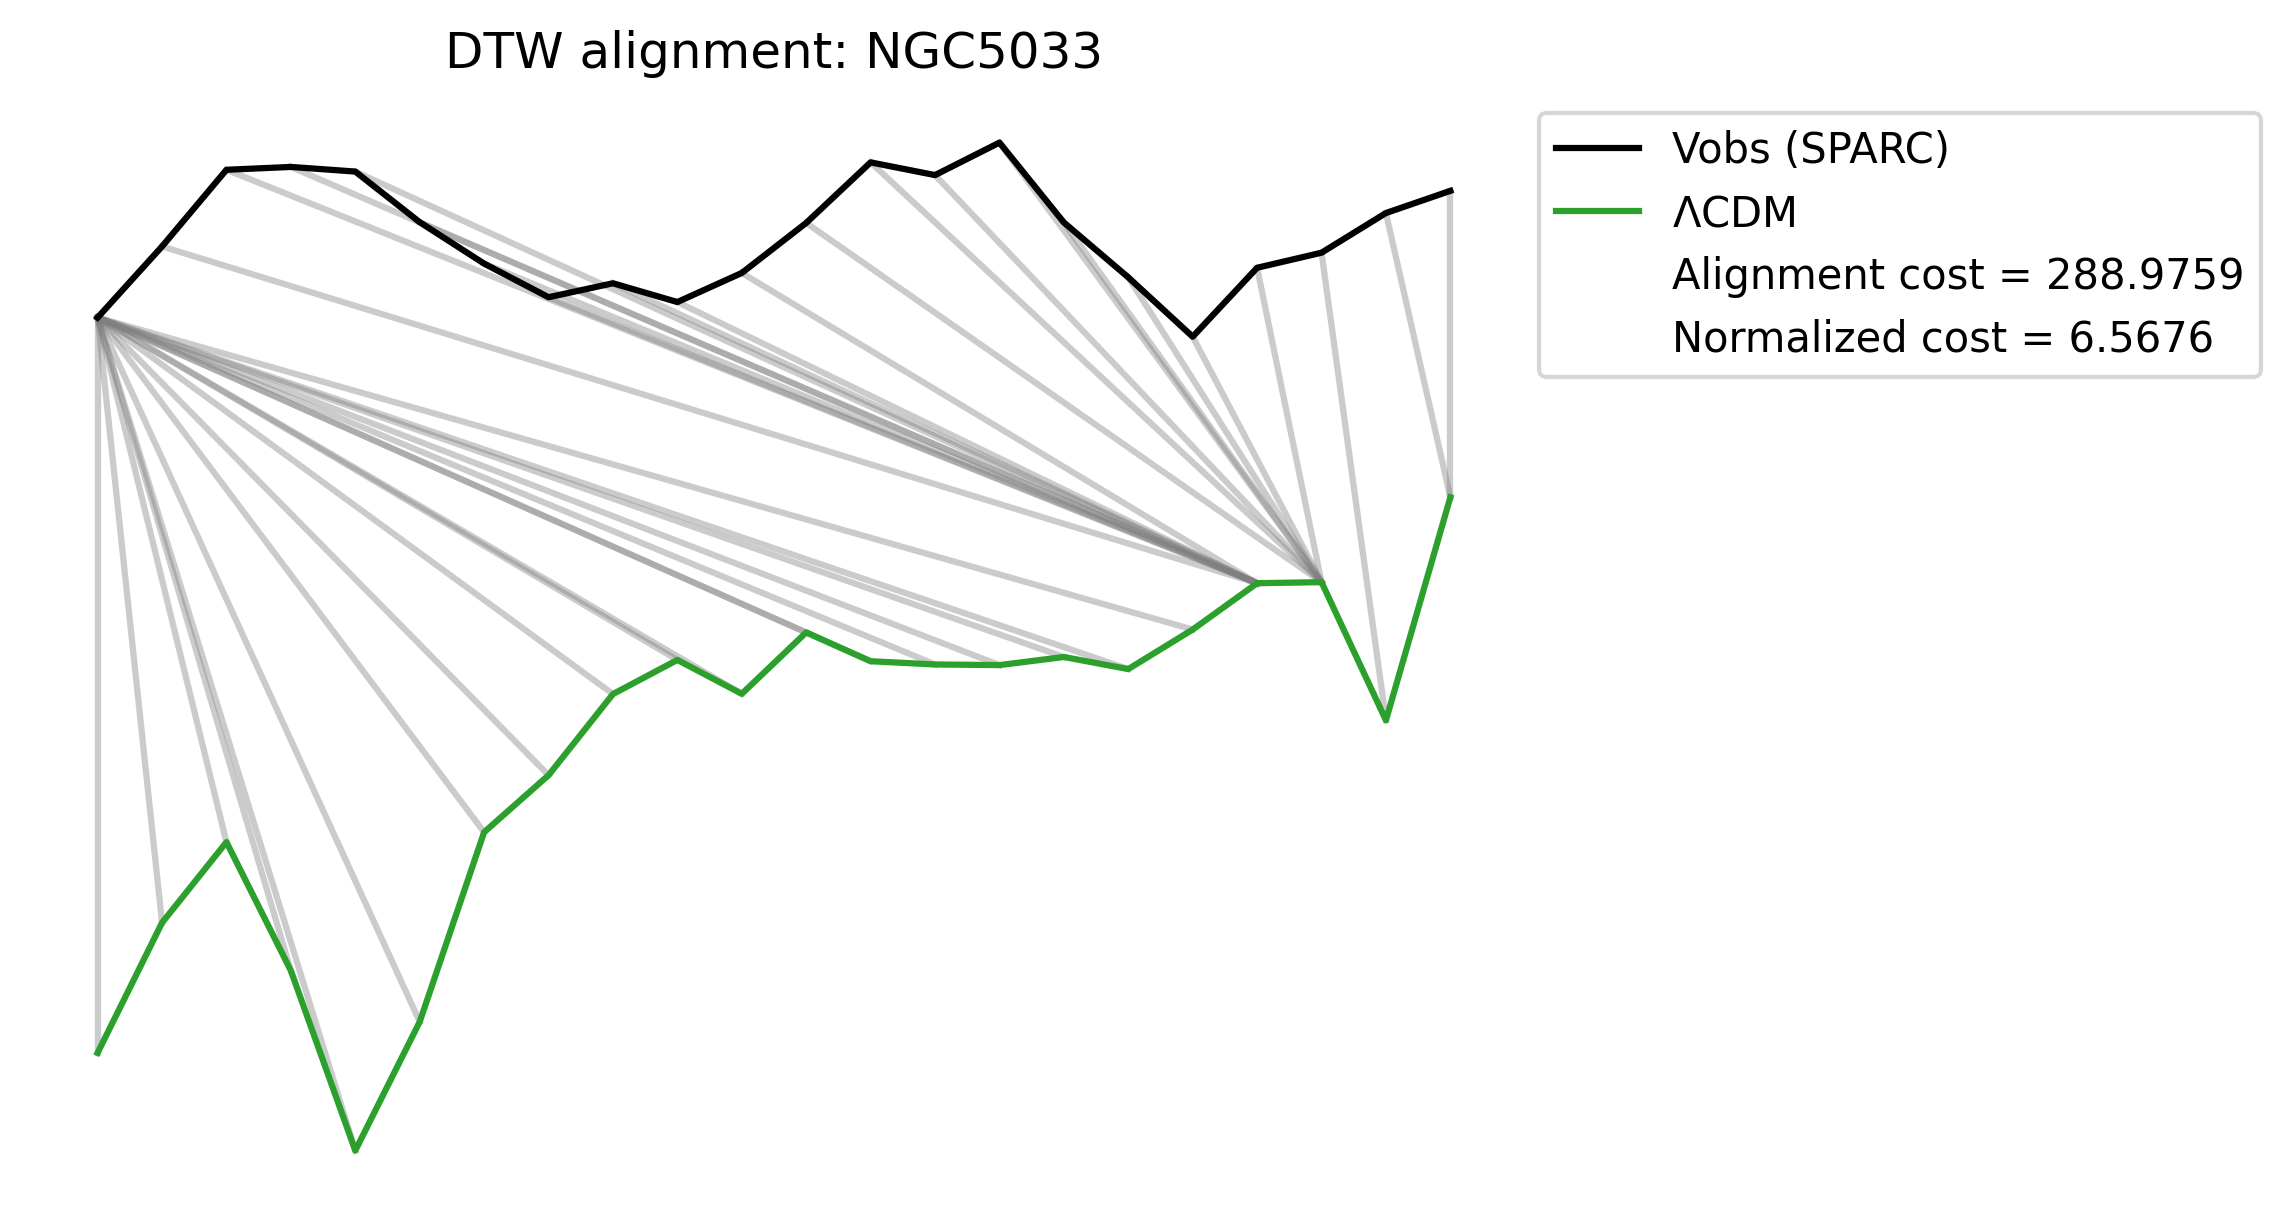 DTW alignment: NGC5033
Vobs (SPARC)
ΛCDM
Alignment cost = 288.9759
Normalized cost = 6.5676